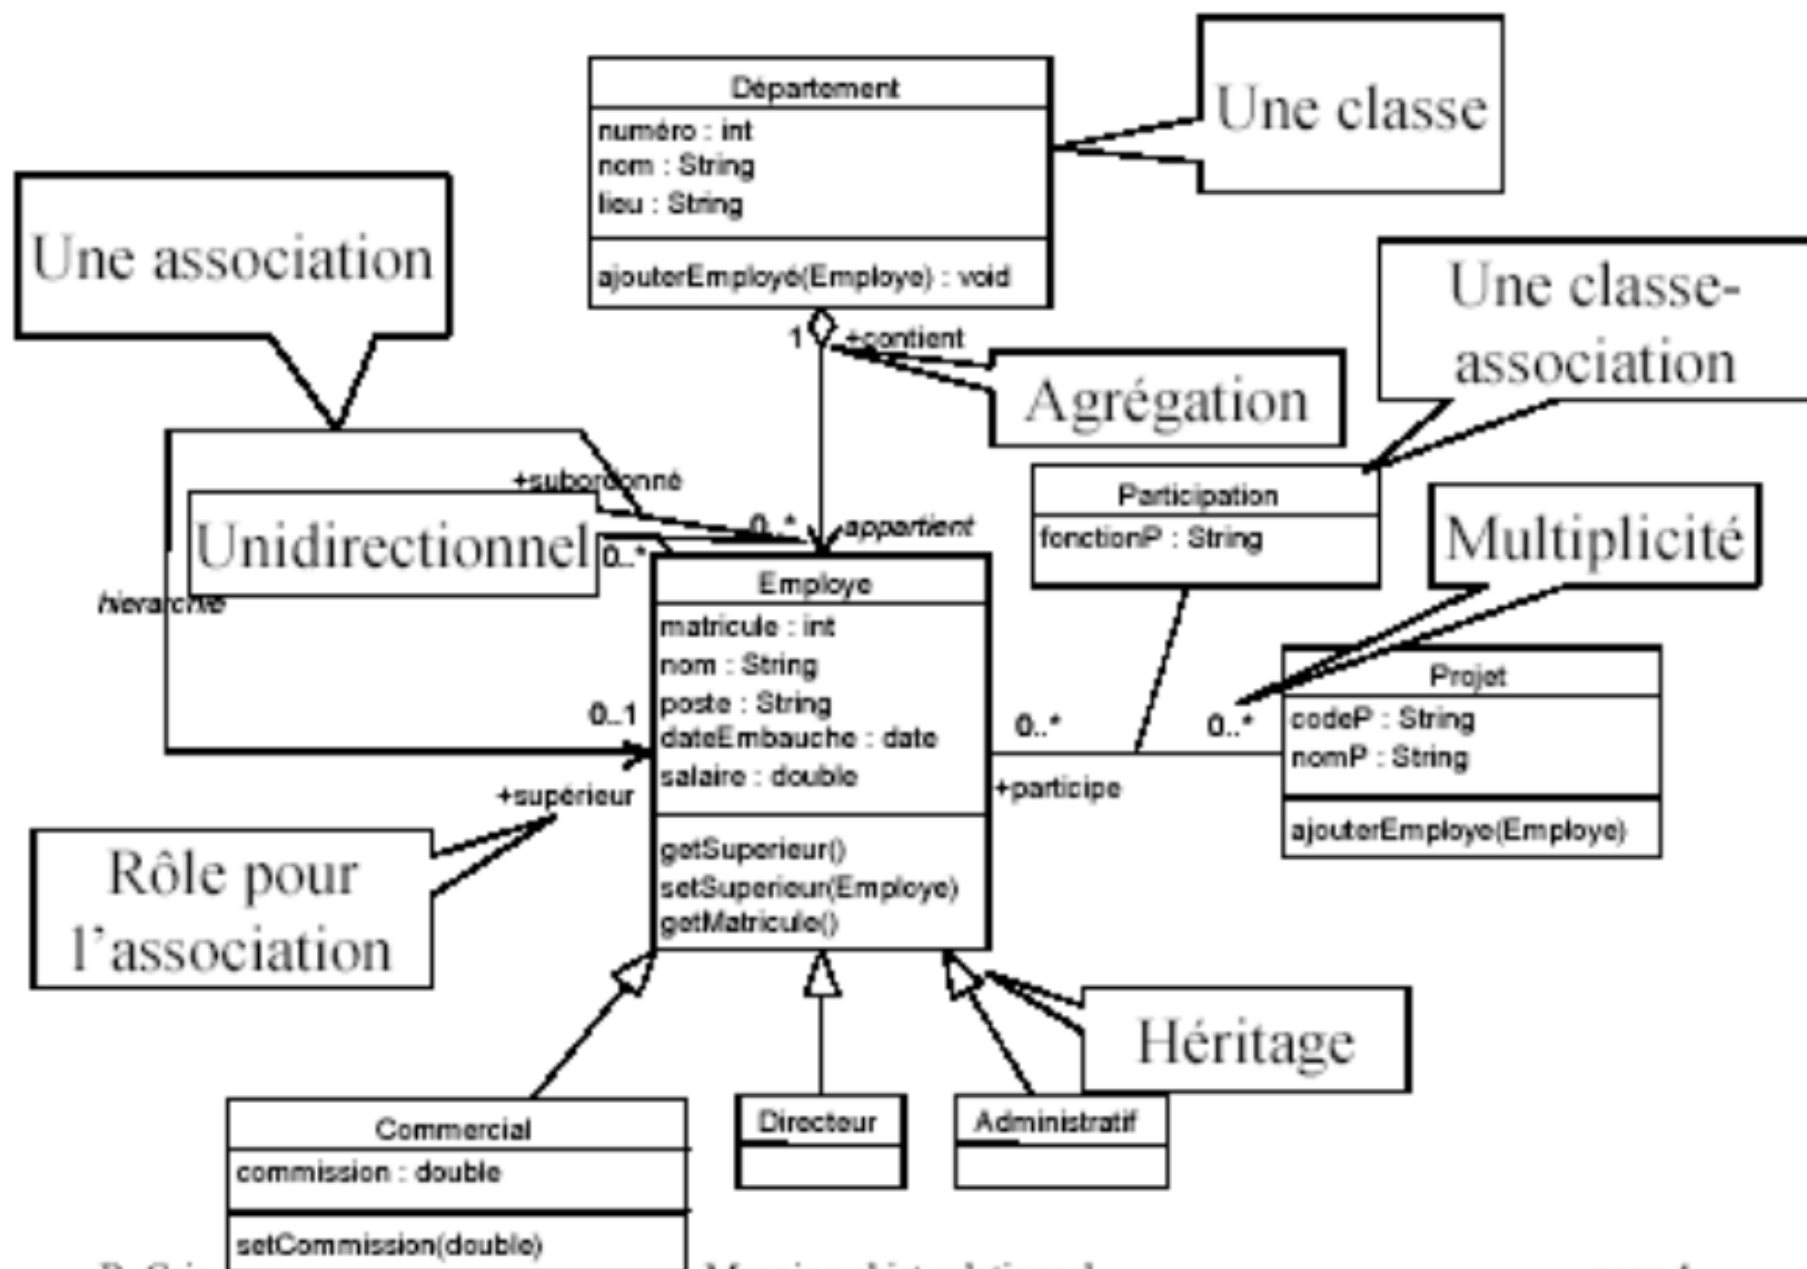 Département
numéro : int
nom : String
lieu : String
ajouterEmployé(Employe) : void
Une classe
Une association
Une classe-
association
1
+contient
Agrégation
+subordonné
0..*
appartient
Unidirectionnel
0..*
hierarchie
Participation
fonctionP : String
Multiplicité
Employe
matricule : int
nom : String
poste : String
dateEmbauche : date
salaire : double
getSuperieur()
setSuperieur(Employe)
getMatricule()
0..1
+supérieur
Rôle pour
l'association
0..*
0..*
+participe
Projet
codeP : String
nomP : String
ajouterEmploye(Employe)
Héritage
Commercial
commission : double
setCommission(double)
Directeur
Administratif